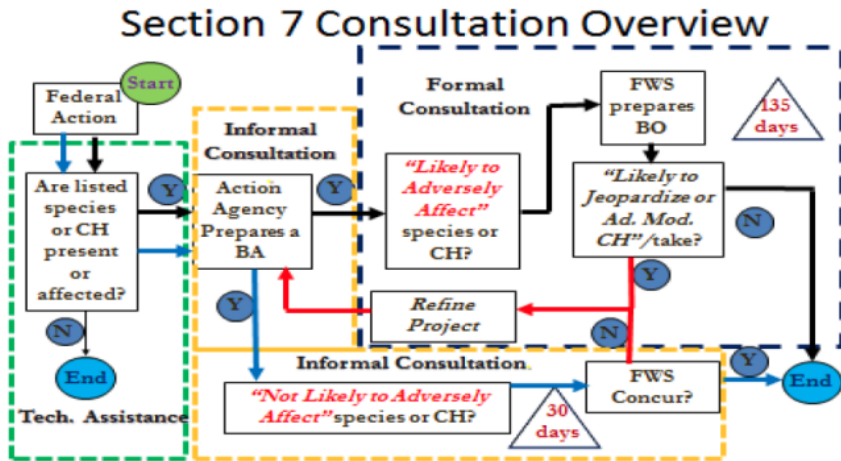 Section 7 Consultation Overview
Start
Federal
Action
Are listed
species
or CH
present
or
affected?
Y
N
End
Tech. Assistance
Informal
Consultation
Action
Agency
Prepares a
BA
Y
Y
Formal
Consultation
"Likely to
Adversely
Affect"
species or
CH?
FWS
prepares
BO
135
days
"Likely to
Jeopardize or
Ad. Mod.
CH"/take?
N
Y
Refine
Project
N
Informal Consultation
"Not Likely to Adversely
Affect" species or CH?
30
days
FWS
Concur?
Y
End